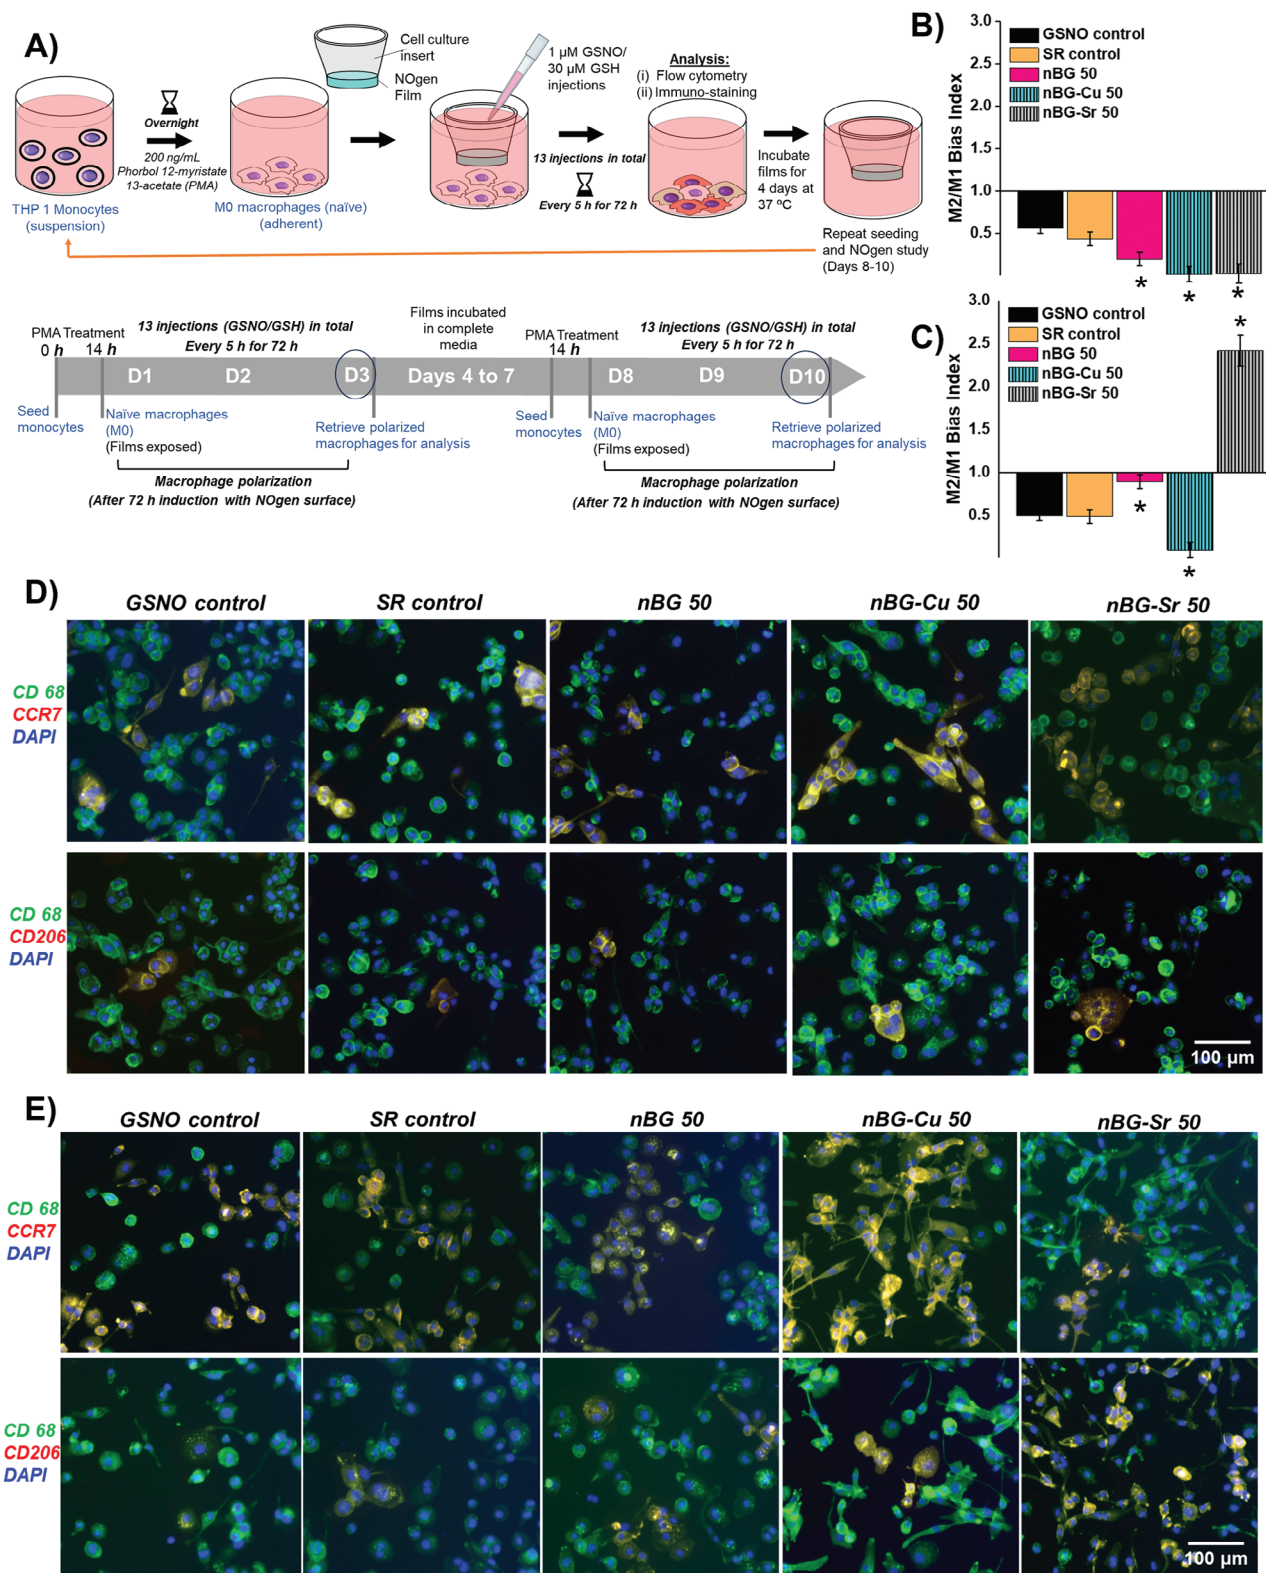 A)
Cell culture
insert
NOgen
Film
1 µM GSNO/
30 µM GSH
injections
Analysis:
(i) Flow cytometry
(ii) Immuno-staining
Overnight
200 ng/mL
Phorbol 12-myristate
13-acetate (PMA)
13 injections in total
Every 5 h for 72 h
Incubate
films for
4 days at
37 ºC
THP 1 Monocytes
(suspension)
M0 macrophages (naïve)
(adherent)
Repeat seeding
and NOgen study
(Days 8-10)
PMA Treatment
0 h
14 h
13 injections (GSNO/GSH) in total
Every 5 h for 72 h
Films incubated
in complete
media
PMA Treatment
14 h
13 injections (GSNO/GSH) in total
Every 5 h for 72 h
D1
D2
D3
Days 4 to 7
D8
D9
D10
Seed
monocytes
Naïve macrophages
(M0)
(Films exposed)
Retrieve polarized
macrophages for analysis
Seed
monocytes
Naïve macrophages
(M0)
(Films exposed)
Retrieve polarized
macrophages for analysis
Macrophage polarization
(After 72 h induction with NOgen surface)
Macrophage polarization
(After 72 h induction with NOgen surface)
B)
M2/M1 Bias Index
3.0
2.5
2.0
1.5
1.0
0.5
GSNO control
SR control
nBG 50
nBG-Cu 50
nBG-Sr 50
*
*
*
C)
M2/M1 Bias Index
3.0
2.5
2.0
1.5
1.0
0.5
GSNO control
SR control
nBG 50
nBG-Cu 50
nBG-Sr 50
*
*
*
D)
GSNO control
SR control
nBG 50
nBG-Cu 50
nBG-Sr 50
CD 68
CCR7
DAPI
CD 68
CD206
DAPI
100 µm
E)
GSNO control
SR control
nBG 50
nBG-Cu 50
nBG-Sr 50
CD 68
CCR7
DAPI
CD 68
CD206
DAPI
100 µm